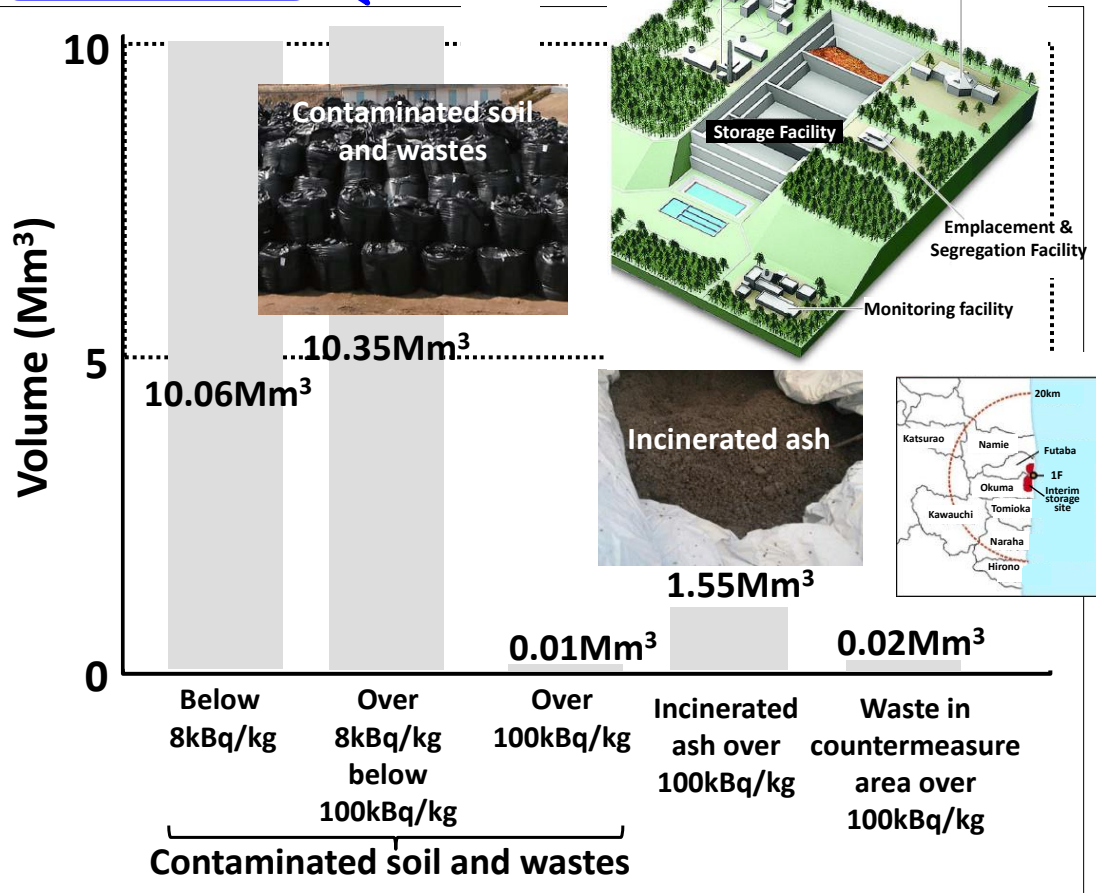 10
Contaminated soil
and wastes
Storage Facility
Emplacement &
Segregation Facility
Monitoring facility
Volume (Mm³)
10.35Mm³
5
10.06Mm³
Incinerated ash
20km
Katsurao
Namie
Futaba
1F
Okuma
Interim
storage
site
Kawauchi
Tomioka
Naraha
Hirono
1.55Mm³
0.01Mm³
0.02Mm³
0
Below
8kBq/kg
Over
8kBq/kg
below
100kBq/kg
Over
100kBq/kg
Incinerated
ash over
100kBq/kg
Waste in
countermeasure
area over
100kBq/kg
Contaminated soil and wastes